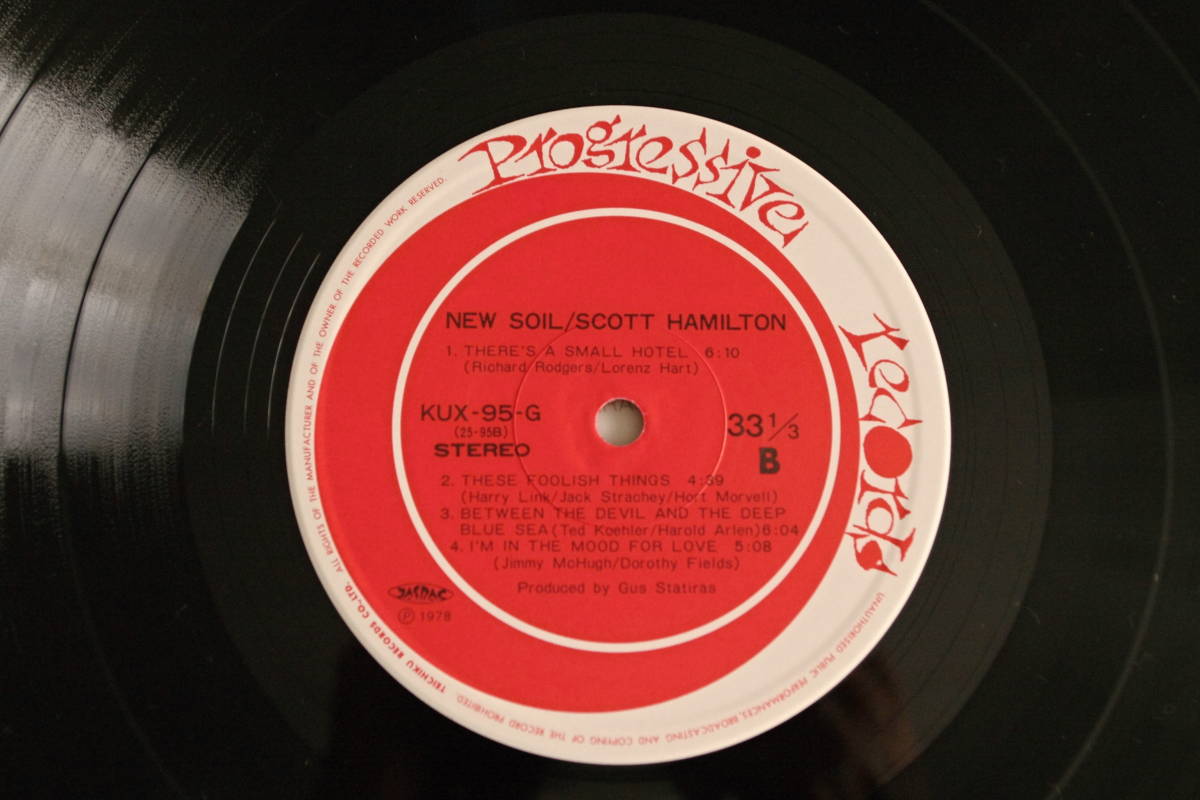 Progressive records
NEW SOIL/SCOTT HAMILTON
1. THERE'S A SMALL HOTEL 6:10
(Richard Rodgers/Lorenz Hart)
KUX-95-G
(25-95B)
STEREO
33 1/3
B
2. THESE FOOLISH THINGS 4:39
(Harry Link/Jack Strachey/Hort Morvell)
3. BETWEEN THE DEVIL AND THE DEEP
BLUE SEA (Ted Koehler/Harold Arlen) 6:04
4. I'M IN THE MOOD FOR LOVE 5:08
(Jimmy McHugh/Dorothy Fields)
Produced by Gus Statiras
JASRAC
Ⓟ 1978
TEICHIKU RECORDS CO., LTD. ALL RIGHTS OF THE MANUFACTURER AND OF THE OWNER OF THE RECORDED WORK RESERVED.
UNAUTHORISED PUBLIC PERFORMANCES, BROADCASTING AND COPYING OF THE RECORD PROHIBITED.